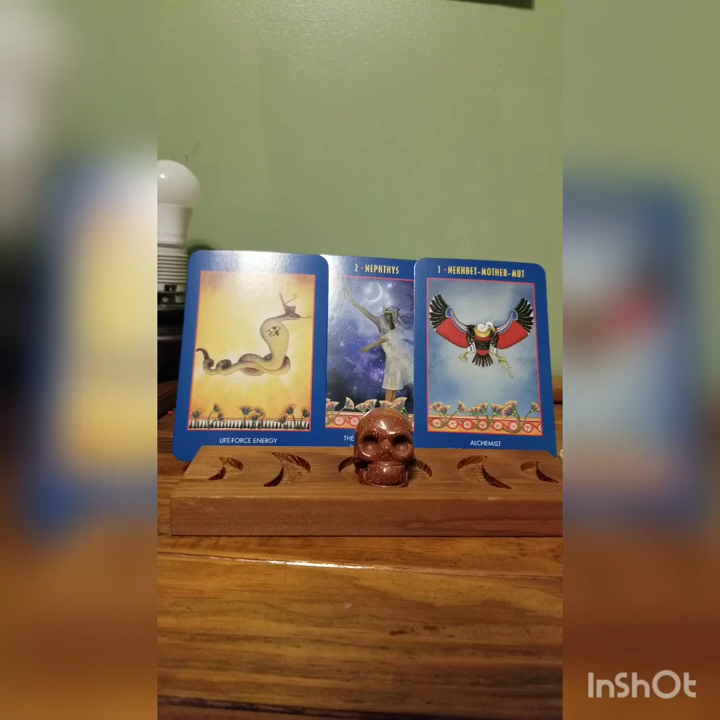 2 • NEPHTHYS
1 • NEKHBET-MOTHER-MUT
LIFE-FORCE ENERGY
THE
ALCHEMIST
InShOt